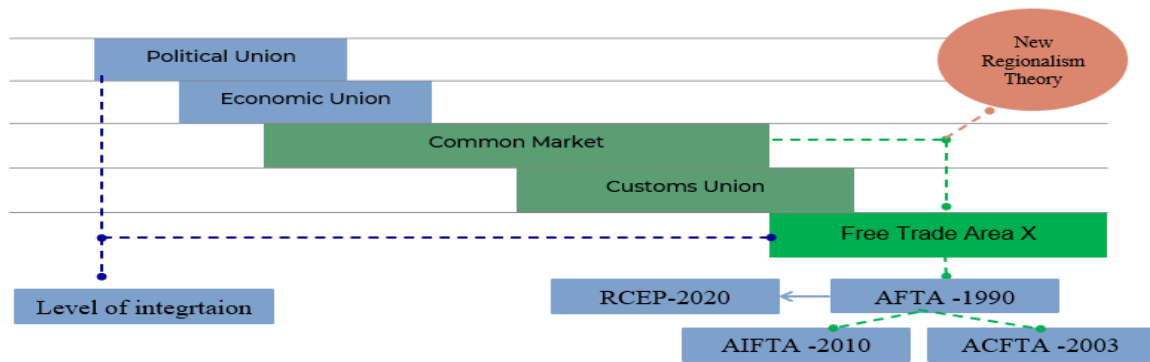 Political Union
New
Regionalism
Theory
Economic Union
Common Market
Customs Union
Free Trade Area X
Level of integrtaion
RCEP-2020
AFTA -1990
AIFTA -2010
ACFTA -2003